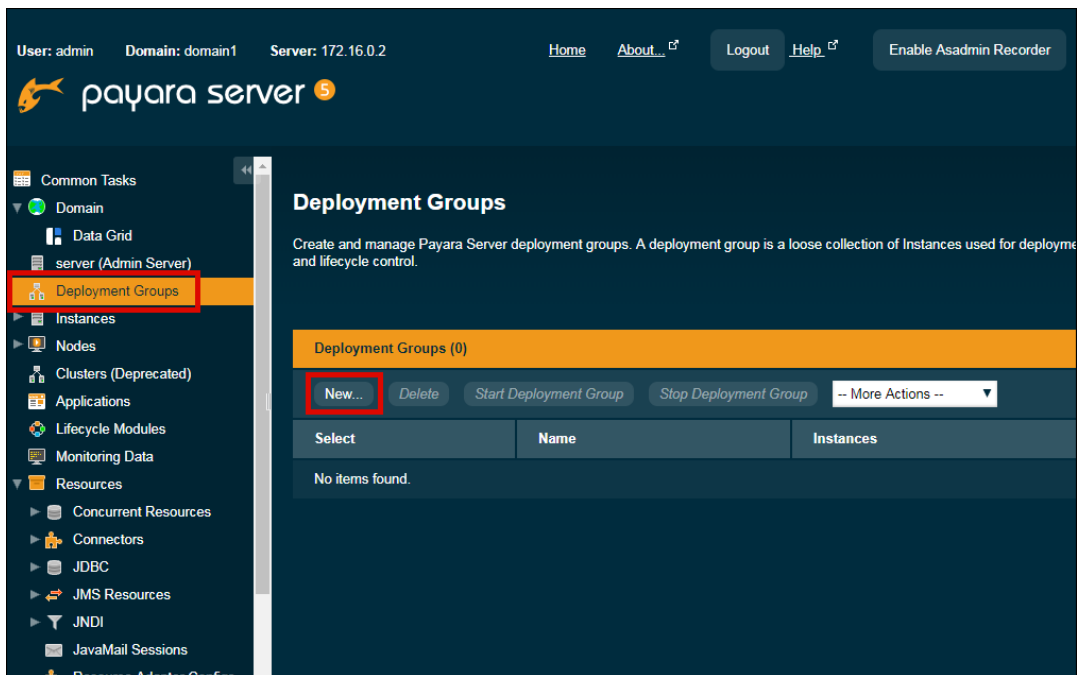 User: admin Domain: domain1 Server: 172.16.0.2 Home About... Logout Help Enable Asadmin Recorder
payara server 5
Common Tasks
Domain
Data Grid
server (Admin Server)
Deployment Groups
Instances
Nodes
Clusters (Deprecated)
Applications
Lifecycle Modules
Monitoring Data
Resources
Concurrent Resources
Connectors
JDBC
JMS Resources
JNDI
JavaMail Sessions
Deployment Groups
Create and manage Payara Server deployment groups. A deployment group is a loose collection of Instances used for deployme
and lifecycle control.
Deployment Groups (0)
New... Delete Start Deployment Group Stop Deployment Group -- More Actions --
Select Name Instances
No items found.